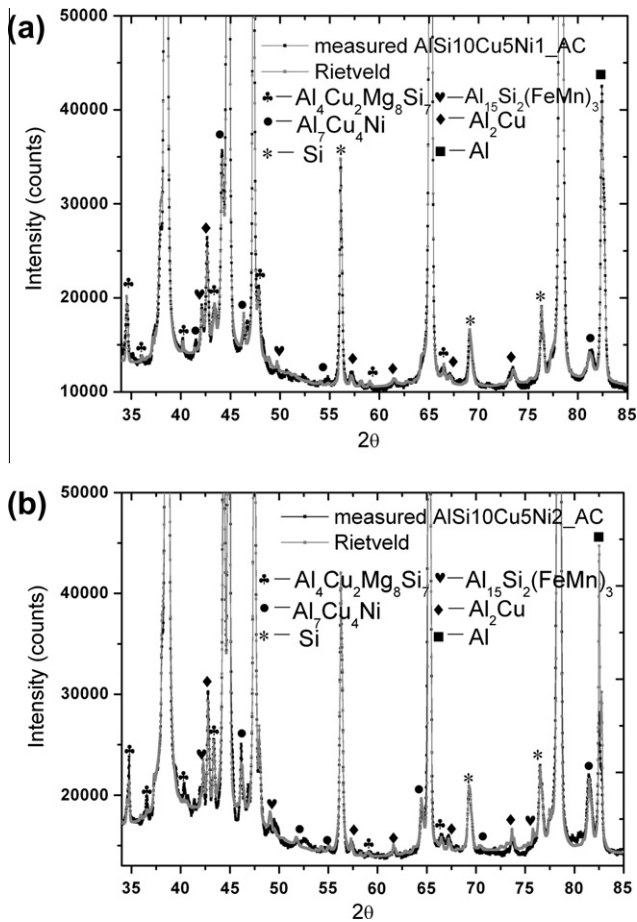 (a)
50000
40000
30000
20000
10000
Intensity (counts)
measured AlSi10Cu5Ni1_AC
Rietveld
♣—Al₄Cu₂Mg₈Si₇ ♥—Al₁₅Si₂(FeMn)₃
●—Al₇Cu₄Ni ♦—Al₂Cu
*— Si ■—Al
35 40 45 50 55 60 65 70 75 80 85
2θ
(b)
50000
40000
30000
20000
Intensity (counts)
measured AlSi10Cu5Ni2_AC
Rietveld
♣—Al₄Cu₂Mg₈Si₇ ♥—Al₁₅Si₂(FeMn)₃
●—Al₇Cu₄Ni ♦—Al₂Cu
*— Si ■—Al
35 40 45 50 55 60 65 70 75 80 85
2θ